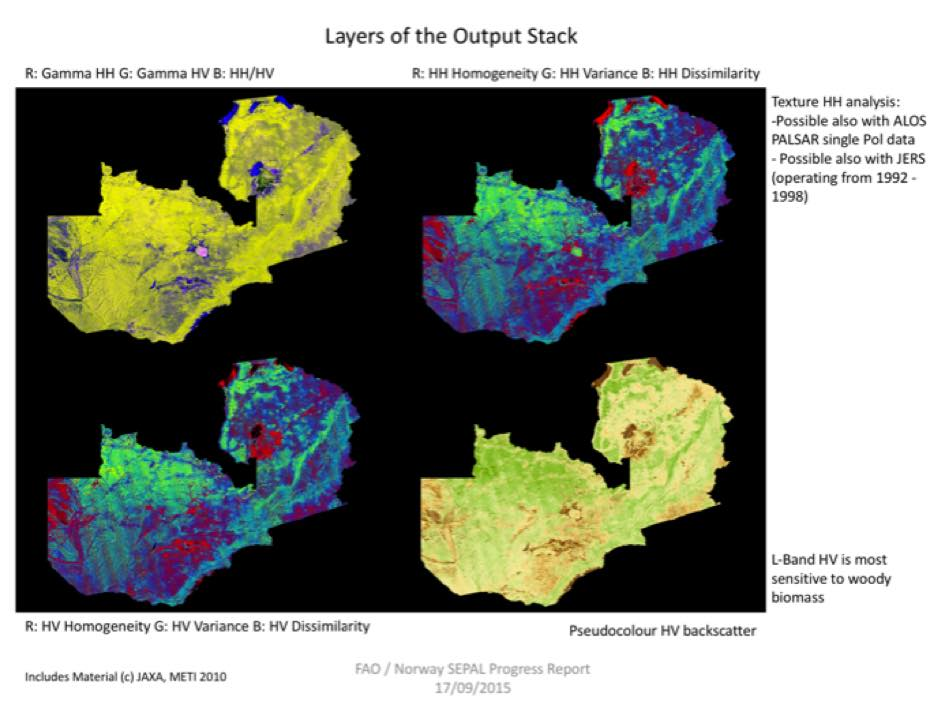 Layers of the Output Stack
R: Gamma HH G: Gamma HV B: HH/HV
R: HH Homogeneity G: HH Variance B: HH Dissimilarity
Texture HH analysis:
-Possible also with ALOS
PALSAR single Pol data
- Possible also with JERS
(operating from 1992 -
1998)
L-Band HV is most
sensitive to woody
biomass
R: HV Homogeneity G: HV Variance B: HV Dissimilarity
Pseudocolour HV backscatter
Includes Material (c) JAXA, METI 2010
FAO / Norway SEPAL Progress Report
17/09/2015